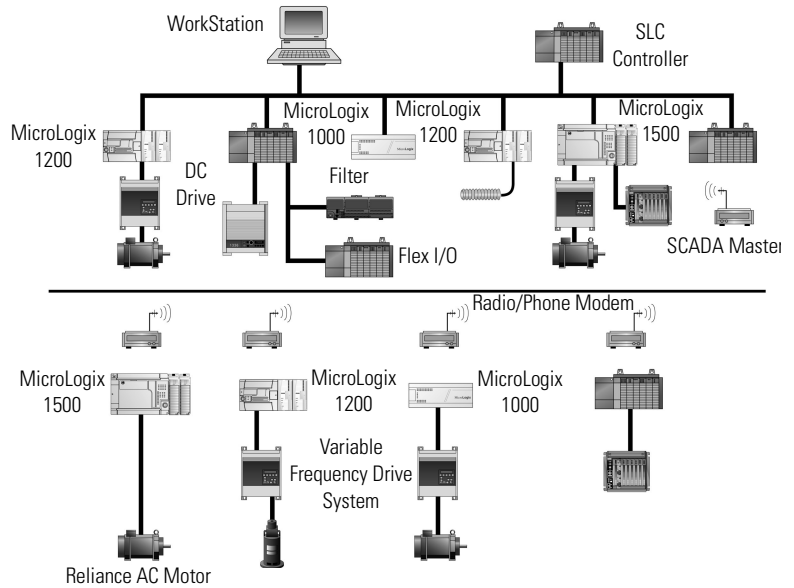 WorkStation
SLC
Controller
MicroLogix
1200
MicroLogix
1000
MicroLogix
1200
MicroLogix
1500
DC
Drive
Filter
Flex I/O
SCADA Master
Radio/Phone Modem
MicroLogix
1500
MicroLogix
1200
MicroLogix
1000
Variable
Frequency Drive
System
Reliance AC Motor